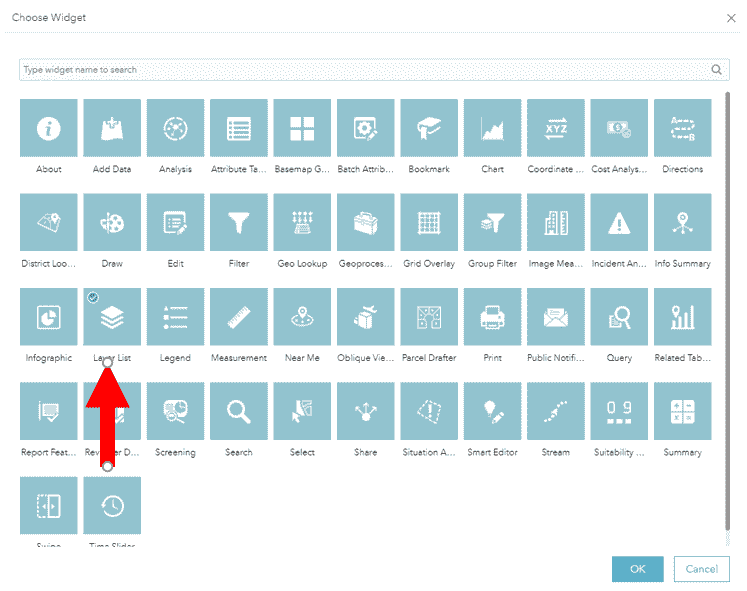 Choose Widget
Type widget name to search
A
XYZ
$
B
About Add Data Analysis Attribute Ta... Basemap G... Batch Attrib... Bookmark Chart Coordinate ... Cost Analys... Directions
District Loo... Draw Edit Filter Geo Lookup Geoproces... Grid Overlay Group Filter Image Mea... Incident An... Info Summary
Infographic Layer List Legend Measurement Near Me Oblique Vie... Parcel Drafter Print Public Notifi... Query Related Tab...
0 9
Report Feat... D... Screening Search Select Share Situation A... Smart Editor Stream Suitability ... Summary
Swipe Time Slider
OK Cancel